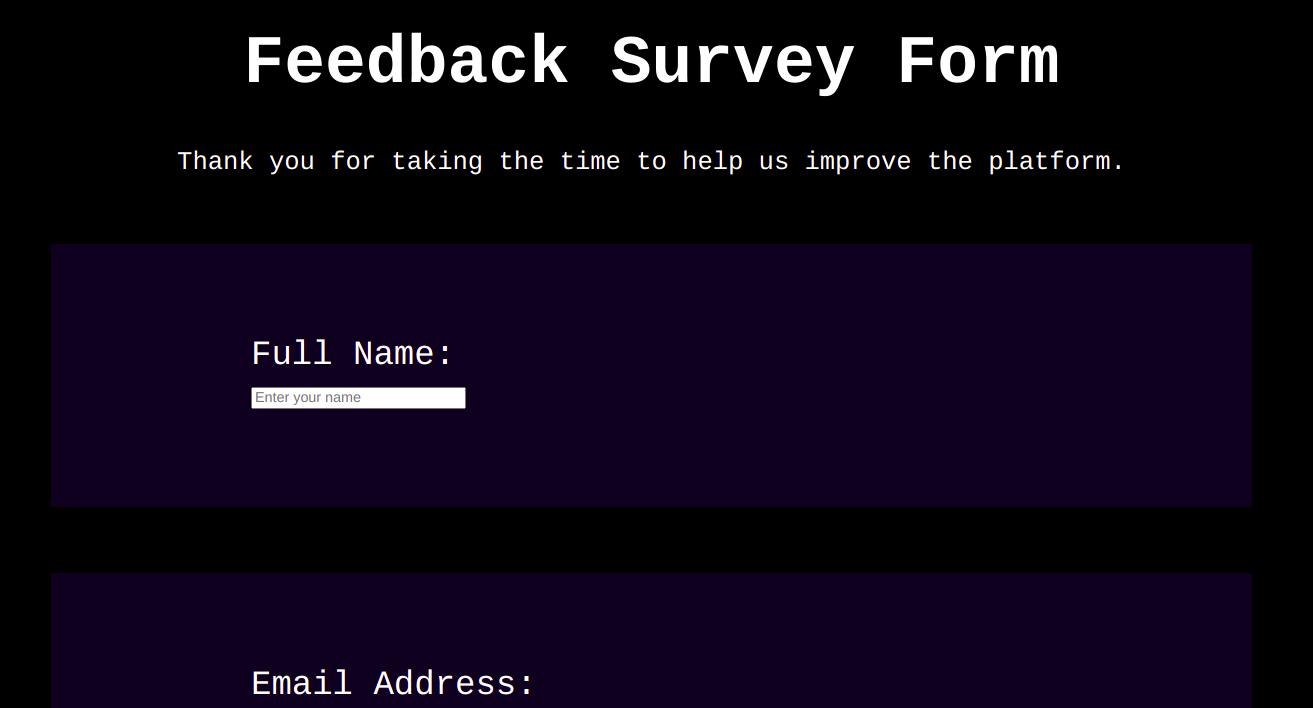 Feedback Survey Form
Thank you for taking the time to help us improve the platform.
Full Name:
Enter your name
Email Address: